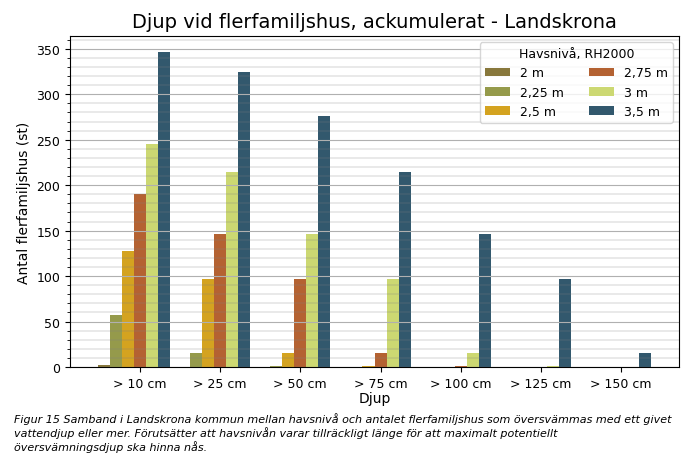 Djup vid flerfamiljshus, ackumulerat - Landskrona
Antal flerfamiljshus (st)
350
300
250
200
150
100
50
0
Havsnivå, RH2000
2 m
2,25 m
2,5 m
2,75 m
3 m
3,5 m
> 10 cm
> 25 cm
> 50 cm
> 75 cm
> 100 cm
> 125 cm
> 150 cm
Djup
Figur 15 Samband i Landskrona kommun mellan havsnivå och antalet flerfamiljshus som översvämmas med ett givet
vattendjup eller mer. Förutsätter att havsnivån varar tillräckligt länge för att maximalt potentiellt
översvämningsdjup ska hinna nås.